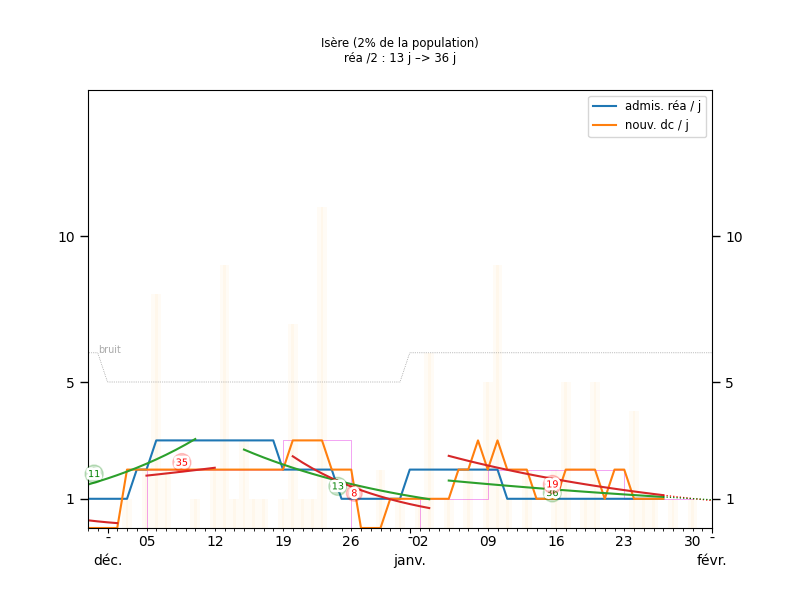 Isère (2% de la population)
réa /2 : 13 j –> 36 j
admis. réa / j
nouv. dc / j
10 10
bruit
5 5
11 35 13 8 19 36
1 1
- 05 12 19 26 - 02 09 16 23 30 -
déc. janv. févr.